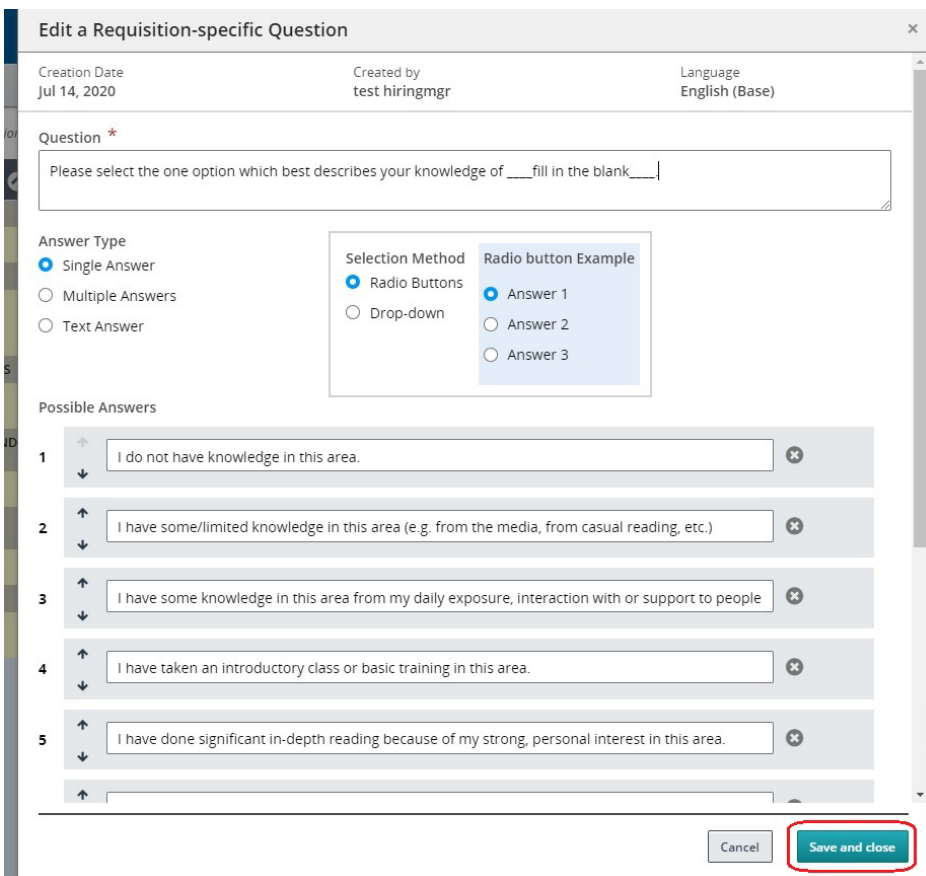 Edit a Requisition-specific Question
Creation Date Created by Language
Jul 14, 2020 test hiringmgr English (Base)
Question *
Please select the one option which best describes your knowledge of ____fill in the blank____.
Answer Type
Single Answer
Multiple Answers
Text Answer
Selection Method
Radio Buttons
Drop-down
Radio button Example
Answer 1
Answer 2
Answer 3
Possible Answers
1 I do not have knowledge in this area.
2 I have some/limited knowledge in this area (e.g. from the media, from casual reading, etc.)
3 I have some knowledge in this area from my daily exposure, interaction with or support to people
4 I have taken an introductory class or basic training in this area.
5 I have done significant in-depth reading because of my strong, personal interest in this area.
Cancel Save and close